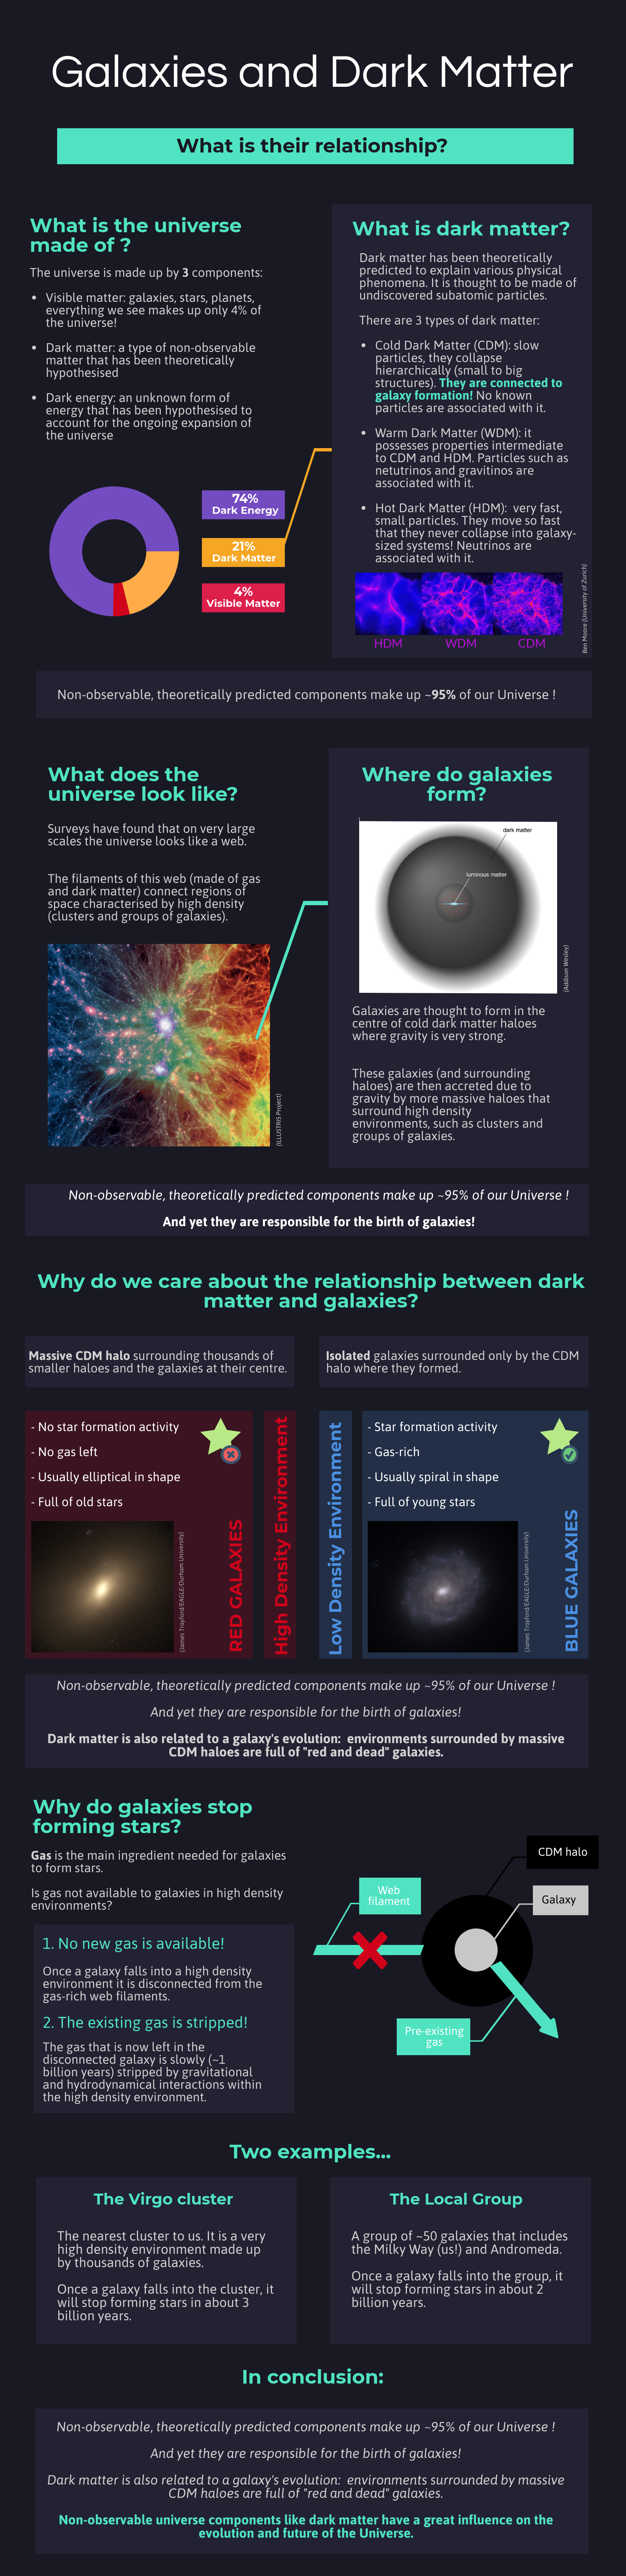 Galaxies and Dark Matter
What is their relationship?
What is the universe
made of ?
The universe is made up by 3 components:
• Visible matter: galaxies, stars, planets,
everything we see makes up only 4% of
the universe!
• Dark matter: a type of non-observable
matter that has been theoretically
hypothesised
• Dark energy: an unknown form of
energy that has been hypothesised to
account for the ongoing expansion of
the universe
74%
Dark Energy
21%
Dark Matter
4%
Visible Matter
What is dark matter?
Dark matter has been theoretically
predicted to explain various physical
phenomena. It is thought to be made of
undiscovered subatomic particles.
There are 3 types of dark matter:
• Cold Dark Matter (CDM): slow
particles, they collapse
hierarchically (small to big
structures). They are connected to
galaxy formation! No known
particles are associated with it.
• Warm Dark Matter (WDM): it
possesses properties intermediate
to CDM and HDM. Particles such as
netutrinos and gravitinos are
associated with it.
• Hot Dark Matter (HDM): very fast,
small particles. They move so fast
that they never collapse into galaxy-
sized systems! Neutrinos are
associated with it.
HDM
WDM
CDM
Ben Moore (University of Zurich)
Non-observable, theoretically predicted components make up ~95% of our Universe !
What does the
universe look like?
Surveys have found that on very large
scales the universe looks like a web.
The filaments of this web (made of gas
and dark matter) connect regions of
space characterised by high density
(clusters and groups of galaxies).
(ILLUSTRIS Project)
Where do galaxies
form?
dark matter
luminous matter
(Addison Wesley)
Galaxies are thought to form in the
centre of cold dark matter haloes
where gravity is very strong.
These galaxies (and surrounding
haloes) are then accreted due to
gravity by more massive haloes that
surround high density
environments, such as clusters and
groups of galaxies.
Non-observable, theoretically predicted components make up ~95% of our Universe !
And yet they are responsible for the birth of galaxies!
Why do we care about the relationship between dark
matter and galaxies?
Massive CDM halo surrounding thousands of
smaller haloes and the galaxies at their centre.
Isolated galaxies surrounded only by the CDM
halo where they formed.
- No star formation activity
- No gas left
- Usually elliptical in shape
- Full of old stars
(James Trayford/EAGLE/Durham University)
RED GALAXIES
High Density Environment
Low Density Environment
- Star formation activity
- Gas-rich
- Usually spiral in shape
- Full of young stars
(James Trayford/EAGLE/Durham University)
BLUE GALAXIES
Non-observable, theoretically predicted components make up ~95% of our Universe !
And yet they are responsible for the birth of galaxies!
Dark matter is also related to a galaxy's evolution: environments surrounded by massive
CDM haloes are full of "red and dead" galaxies.
Why do galaxies stop
forming stars?
Gas is the main ingredient needed for galaxies
to form stars.
Is gas not available to galaxies in high density
environments?
1. No new gas is available!
Once a galaxy falls into a high density
environment it is disconnected from the
gas-rich web filaments.
2. The existing gas is stripped!
The gas that is now left in the
disconnected galaxy is slowly (~1
billion years) stripped by gravitational
and hydrodynamical interactions within
the high density environment.
CDM halo
Galaxy
Web
filament
Pre-existing
gas
Two examples...
The Virgo cluster
The nearest cluster to us. It is a very
high density environment made up
by thousands of galaxies.
Once a galaxy falls into the cluster, it
will stop forming stars in about 3
billion years.
The Local Group
A group of ~50 galaxies that includes
the Milky Way (us!) and Andromeda.
Once a galaxy falls into the group, it
will stop forming stars in about 2
billion years.
In conclusion:
Non-observable, theoretically predicted components make up ~95% of our Universe !
And yet they are responsible for the birth of galaxies!
Dark matter is also related to a galaxy's evolution: environments surrounded by massive
CDM haloes are full of "red and dead" galaxies.
Non-observable universe components like dark matter have a great influence on the
evolution and future of the Universe.